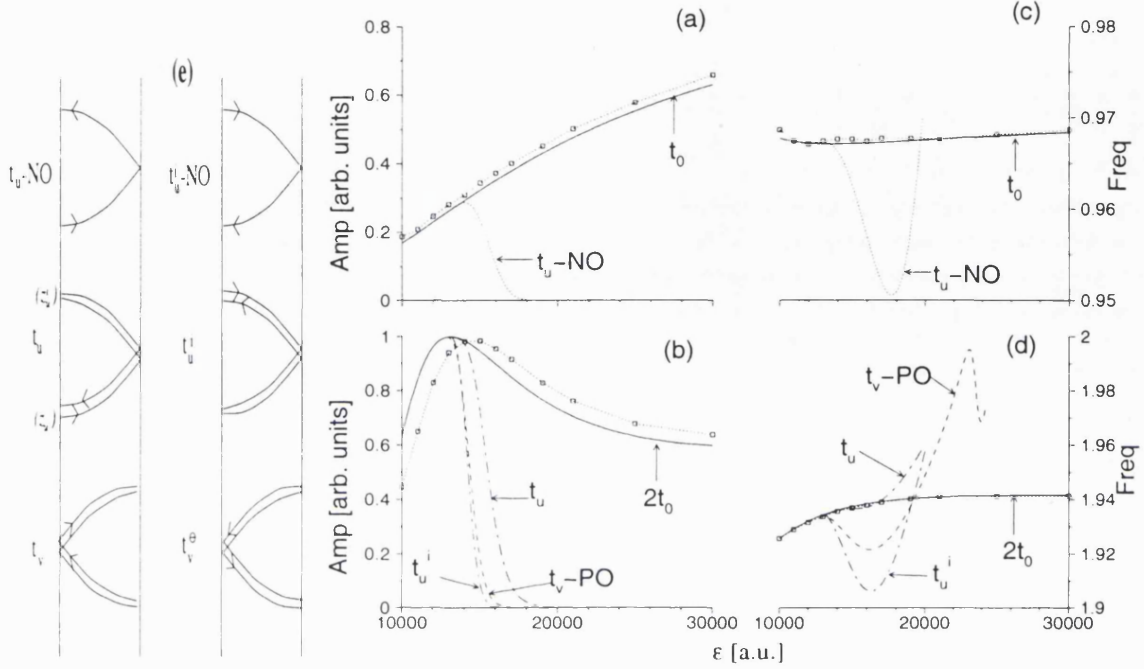 (e)
t_u-NO
t_u^i-NO
t_u
t_u^i
t_v
t_v^θ
(a)
Amp [arb. units]
0.8
0.6
0.4
0.2
0
t_0
t_u-NO
(b)
Amp [arb. units]
1
0.8
0.6
0.4
0.2
0
2t_0
t_u
t_u^i
t_v-PO
10000
20000
30000
(c)
0.98
0.97
0.96
0.95
Freq
t_0
t_u-NO
(d)
2
1.98
1.96
1.94
1.92
1.9
Freq
t_v-PO
t_u
2t_0
t_u^i
10000
20000
30000
ε [a.u.]